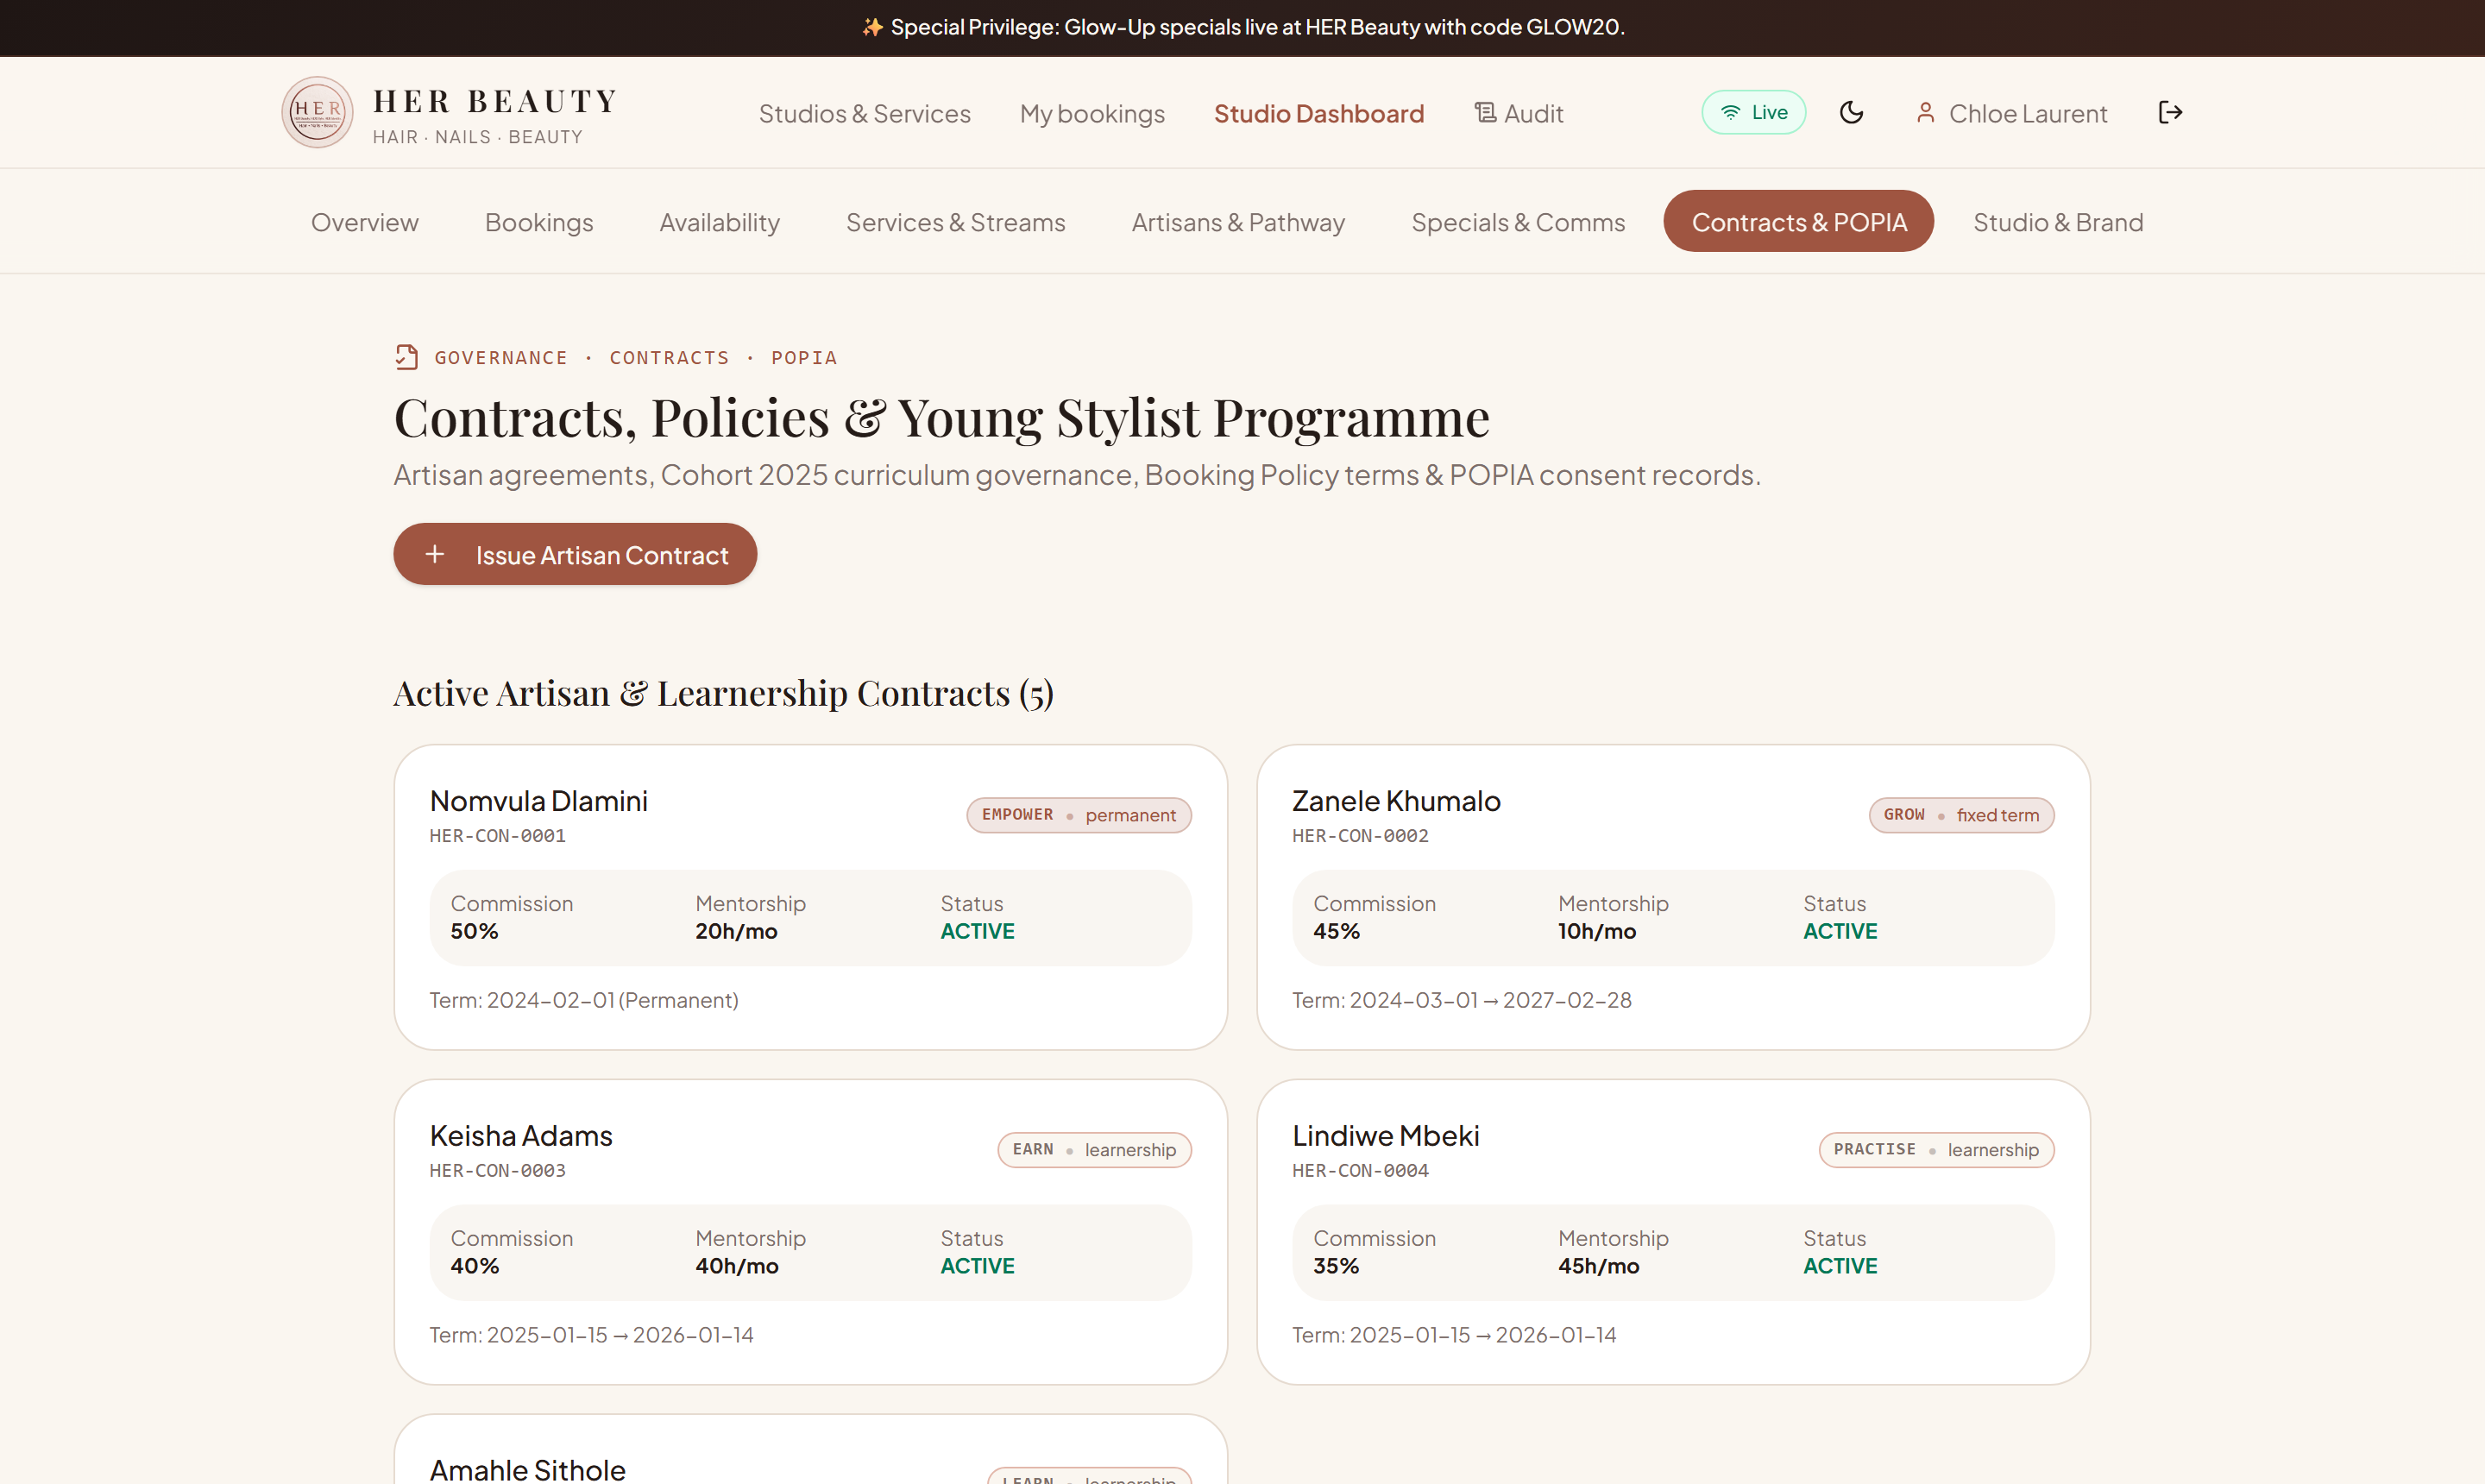 ✨ Special Privilege: Glow-Up specials live at HER Beauty with code GLOW20.
HER
HER BEAUTY
HAIR · NAILS · BEAUTY
Studios & Services
My bookings
Studio Dashboard
Audit
Live
Chloe Laurent
Overview
Bookings
Availability
Services & Streams
Artisans & Pathway
Specials & Comms
Contracts & POPIA
Studio & Brand
GOVERNANCE · CONTRACTS · POPIA
Contracts, Policies & Young Stylist Programme
Artisan agreements, Cohort 2025 curriculum governance, Booking Policy terms & POPIA consent records.
+ Issue Artisan Contract
Active Artisan & Learnership Contracts (5)
Nomvula Dlamini
HER-CON-0001
EMPOWER • permanent
Commission
50%
Mentorship
20h/mo
Status
ACTIVE
Term: 2024-02-01 (Permanent)
Zanele Khumalo
HER-CON-0002
GROW • fixed term
Commission
45%
Mentorship
10h/mo
Status
ACTIVE
Term: 2024-03-01 → 2027-02-28
Keisha Adams
HER-CON-0003
EARN • learnership
Commission
40%
Mentorship
40h/mo
Status
ACTIVE
Term: 2025-01-15 → 2026-01-14
Lindiwe Mbeki
HER-CON-0004
PRACTISE • learnership
Commission
35%
Mentorship
45h/mo
Status
ACTIVE
Term: 2025-01-15 → 2026-01-14
Amahle Sithole
LEARN • learnership